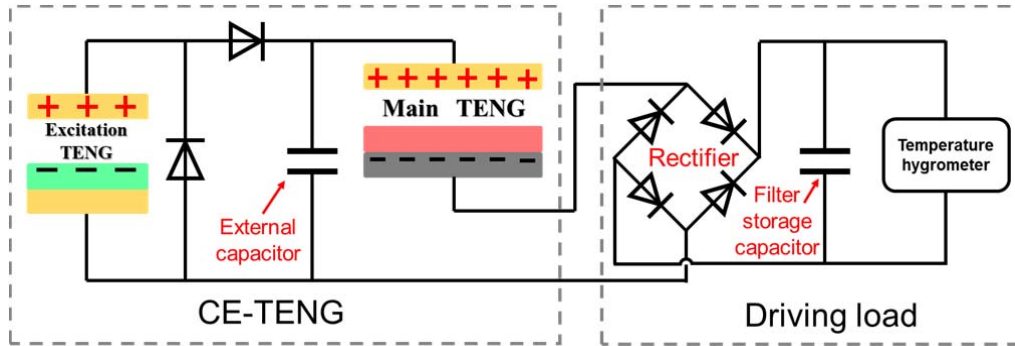 + + +
Excitation
TENG
- - -
External
capacitor
+ + + + + +
Main TENG
- - - - - -
CE-TENG
Rectifier
Filter
storage
capacitor
Temperature
hygrometer
Driving load